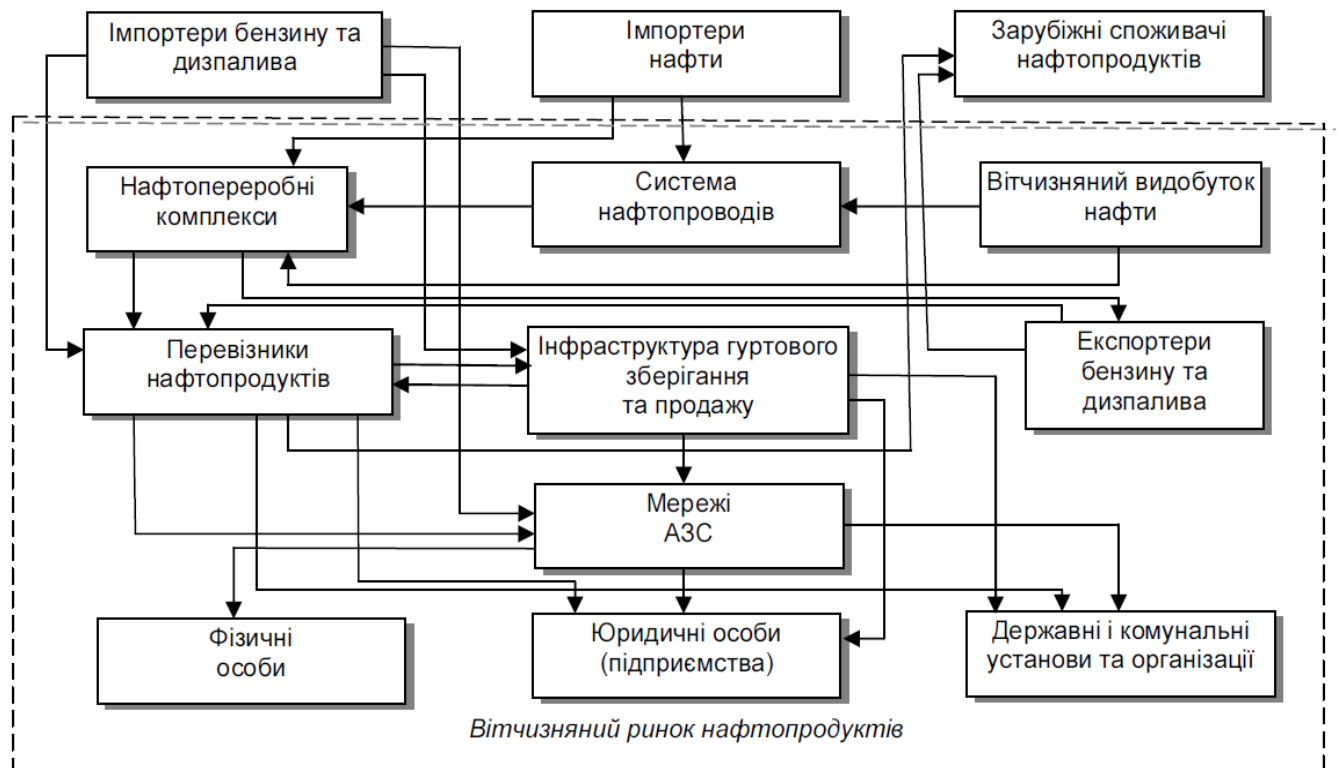 Імпортери бензину та
дизпалива
Імпортери
нафти
Зарубіжні споживачі
нафтопродуктів
Нафтопереробні
комплекси
Система
нафтопроводів
Вітчизняний видобуток
нафти
Перевізники
нафтопродуктів
Інфраструктура гуртового
зберігання
та продажу
Експортери
бензину та
дизпалива
Мережі
АЗС
Фізичні
особи
Юридичні особи
(підприємства)
Державні і комунальні
установи та організації
Вітчизняний ринок нафтопродуктів